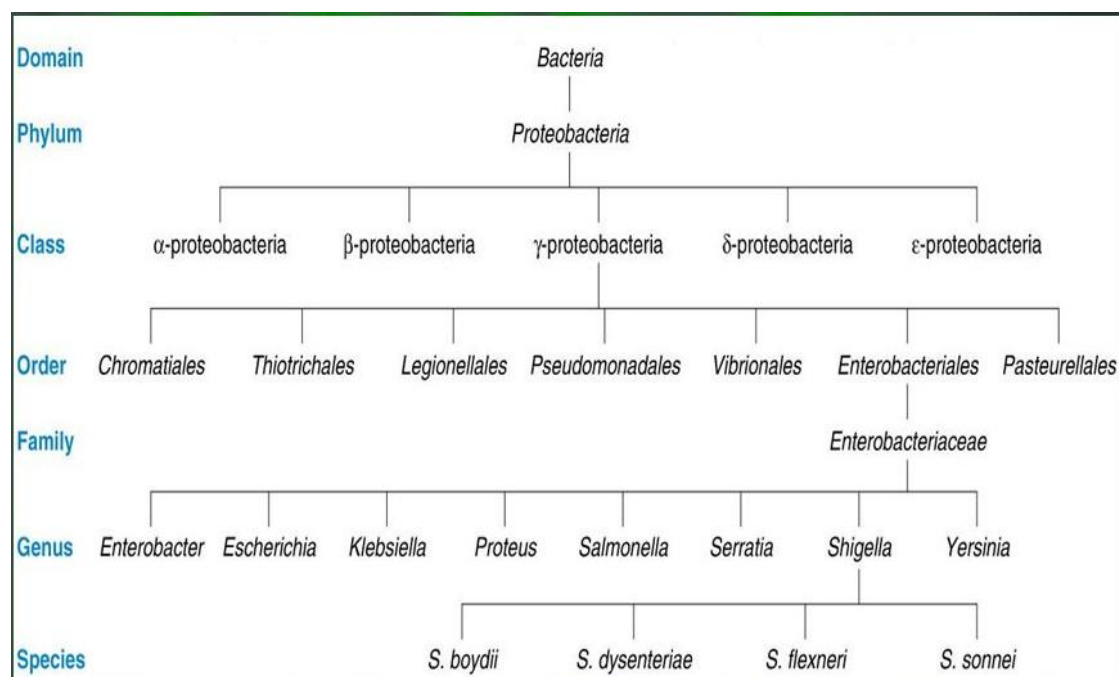 Domain Bacteria
Phylum Proteobacteria
Class α-proteobacteria β-proteobacteria γ-proteobacteria δ-proteobacteria ε-proteobacteria
Order Chromatiales Thiotrichales Legionellales Pseudomonadales Vibrionales Enterobacteriales Pasteurellales
Family Enterobacteriaceae
Genus Enterobacter Escherichia Klebsiella Proteus Salmonella Serratia Shigella Yersinia
Species S. boydii S. dysenteriae S. flexneri S. sonnei